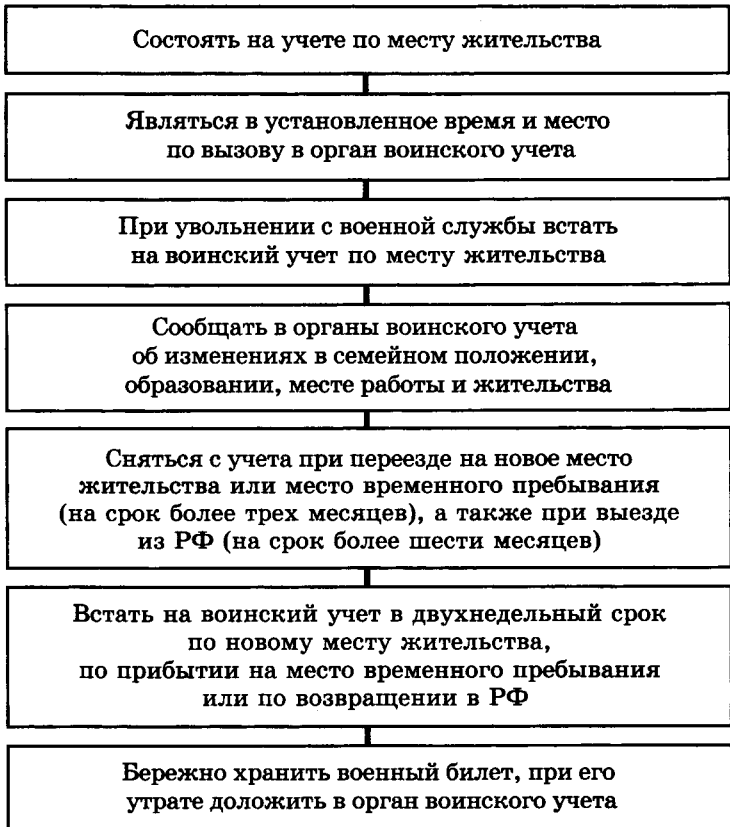 Состоять на учете по месту жительства
Являться в установленное время и место
по вызову в орган воинского учета
При увольнении с военной службы встать
на воинский учет по месту жительства
Сообщать в органы воинского учета
об изменениях в семейном положении,
образовании, месте работы и жительства
Сняться с учета при переезде на новое место
жительства или место временного пребывания
(на срок более трех месяцев), а также при выезде
из РФ (на срок более шести месяцев)
Встать на воинский учет в двухнедельный срок
по новому месту жительства,
по прибытии на место временного пребывания
или по возвращении в РФ
Бережно хранить военный билет, при его
утрате доложить в орган воинского учета